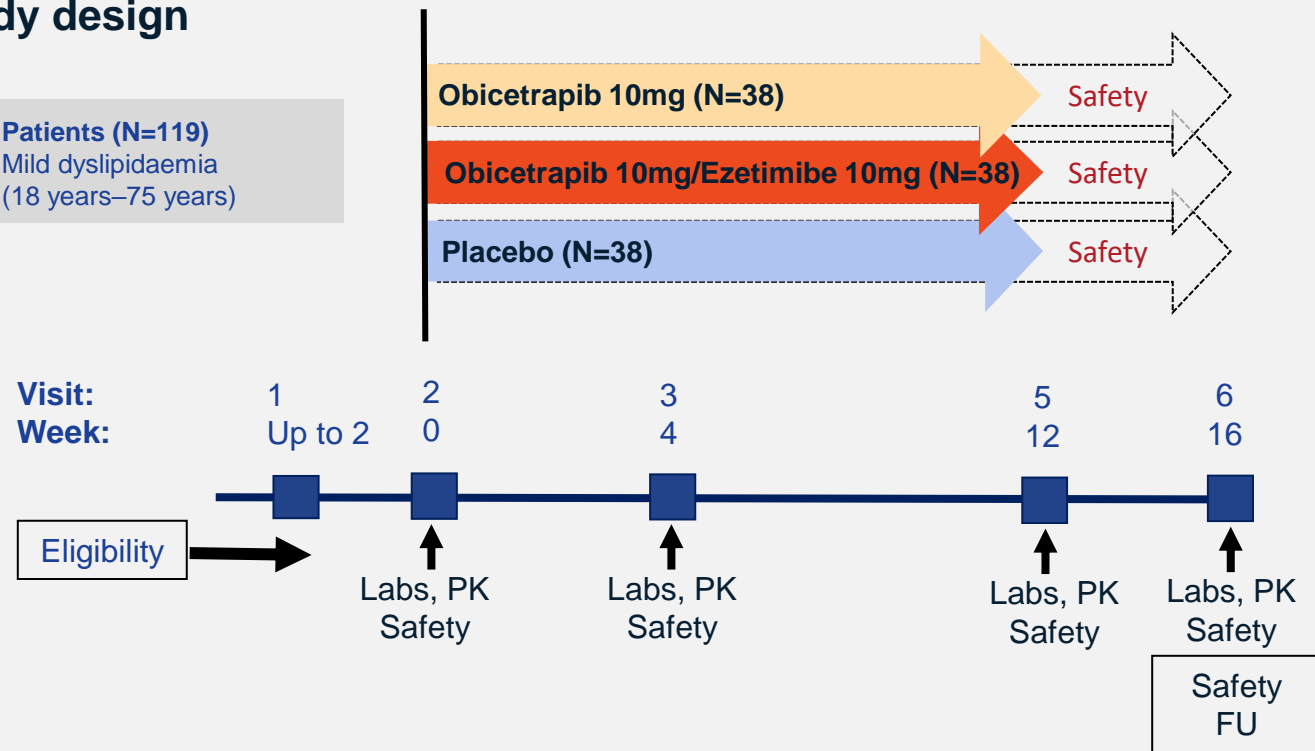 dy design
Patients (N=119)
Mild dyslipidaemia
(18 years–75 years)
Obicetrapib 10mg (N=38)
Safety
Obicetrapib 10mg/Ezetimibe 10mg (N=38)
Safety
Placebo (N=38)
Safety
Visit: 1 2 3 5 6
Week: Up to 2 0 4 12 16
Eligibility
Labs, PK
Safety
Labs, PK
Safety
Labs, PK
Safety
Labs, PK
Safety
Safety
FU